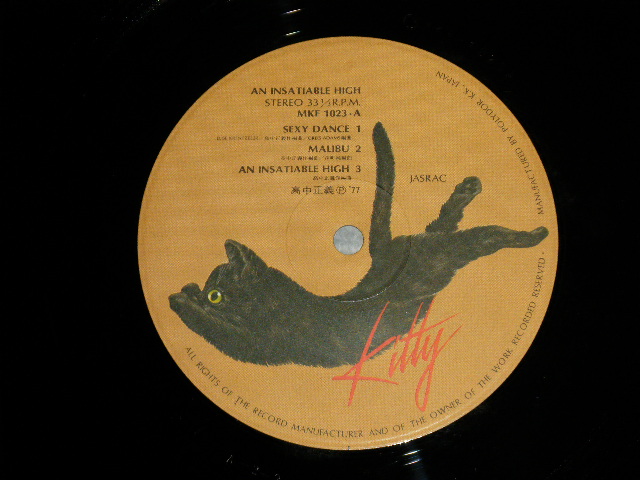 AN INSATIABLE HIGH
STEREO 33⅓ R.P.M.
MKF 1023-A
SEXY DANCE 1
MALIBU 2
AN INSATIABLE HIGH 3
高中正義 Ⓟ '77
JASRAC
Kitty
MANUFACTURED BY POLYDOR K.K., JAPAN
ALL RIGHTS OF THE RECORD MANUFACTURER AND OF THE OWNER OF THE WORK RECORDED RESERVED ·